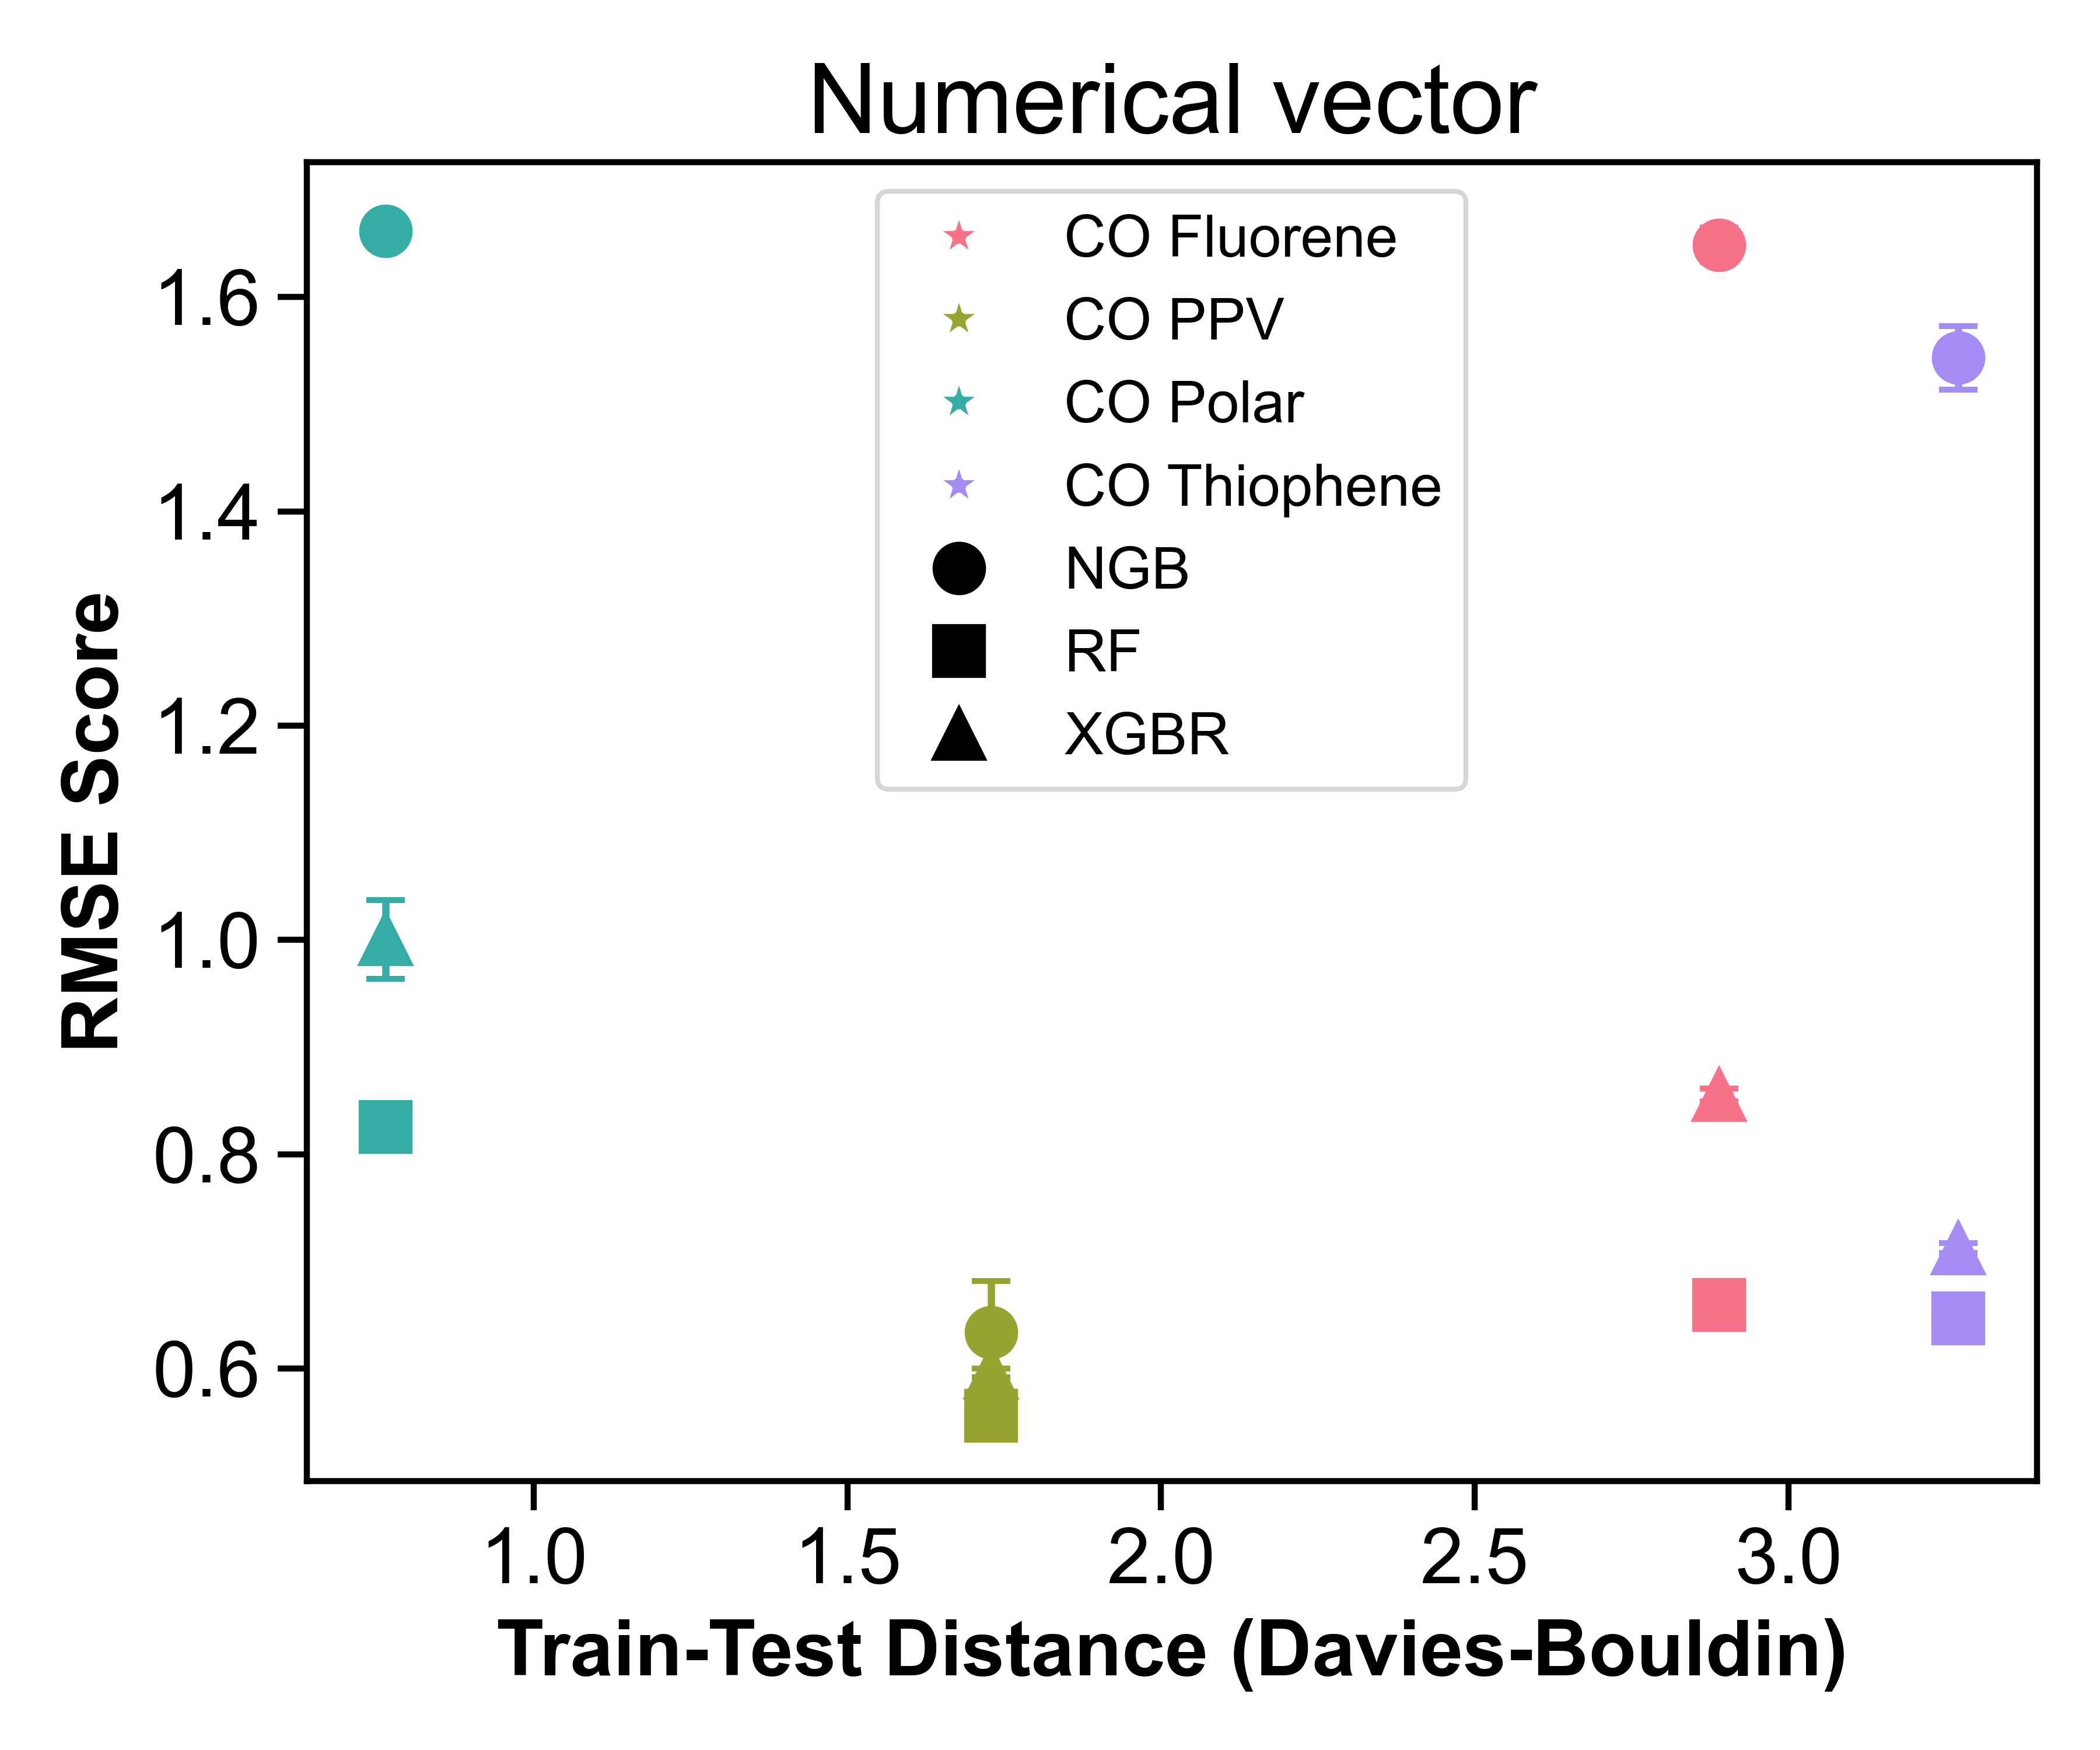 Numerical vector
CO Fluorene
CO PPV
CO Polar
CO Thiophene
NGB
RF
XGBR
RMSE Score
1.6
1.4
1.2
1.0
0.8
0.6
1.0 1.5 2.0 2.5 3.0
Train-Test Distance (Davies-Bouldin)